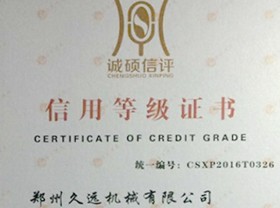 诚硕信评
CHENGSHUO XINPING
信用等级证书
CERTIFICATE OF CREDIT GRADE
统一编号：CSXP2016T0326
郑州久远机械有限公司